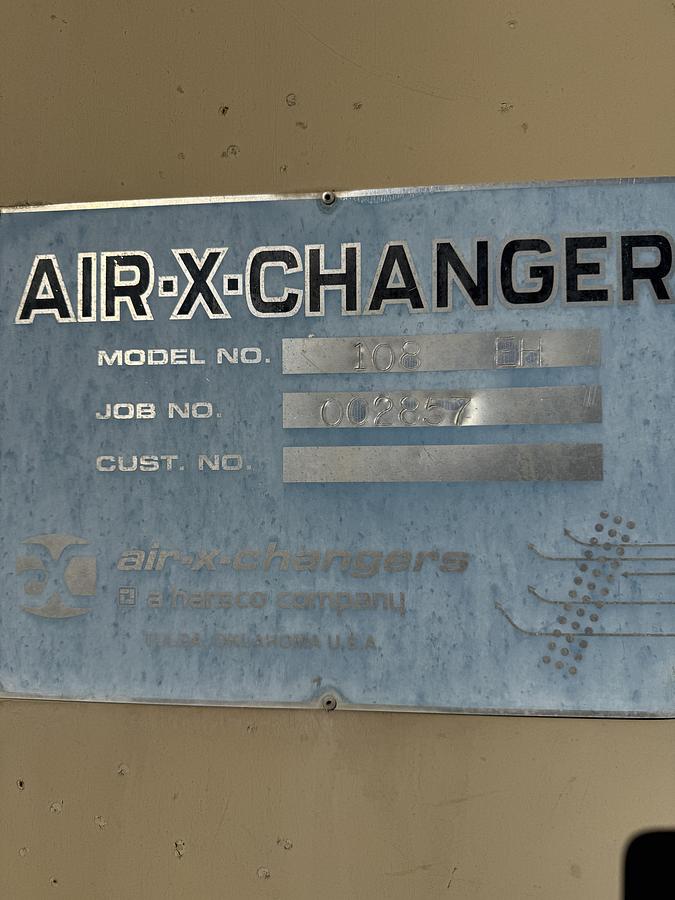 AIR·X·CHANGER
MODEL NO. 108 EH
JOB NO. 002857
CUST. NO.
air-x-changers
a harsco company
TULSA, OKLAHOMA U.S.A.